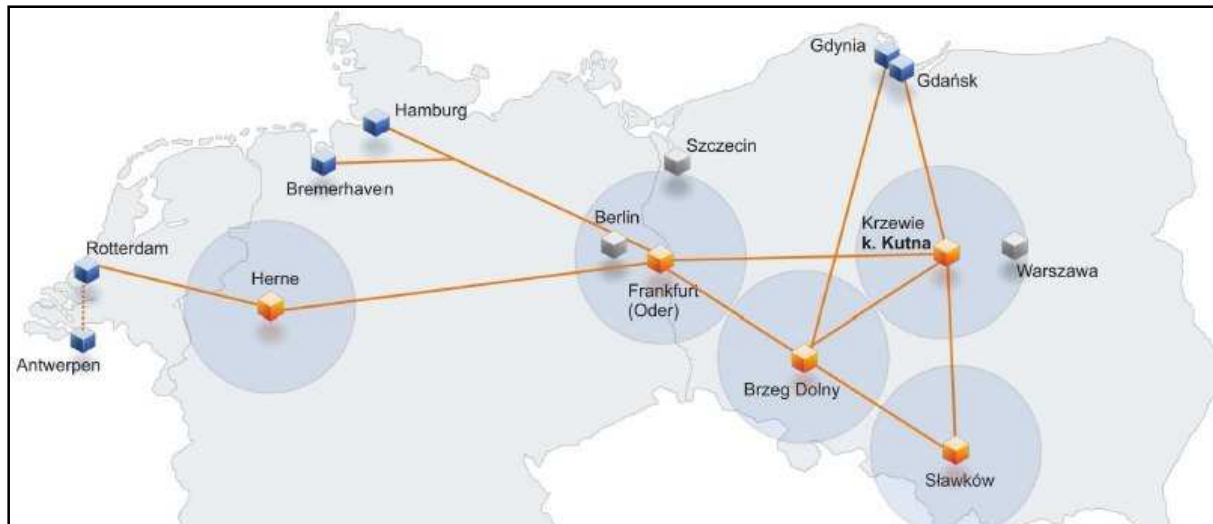 Gdynia
Gdańsk
Hamburg
Szczecin
Bremerhaven
Berlin
Krzewie
k. Kutna
Rotterdam
Warszawa
Herne
Frankfurt
(Oder)
Antwerpen
Brzeg Dolny
Sławków